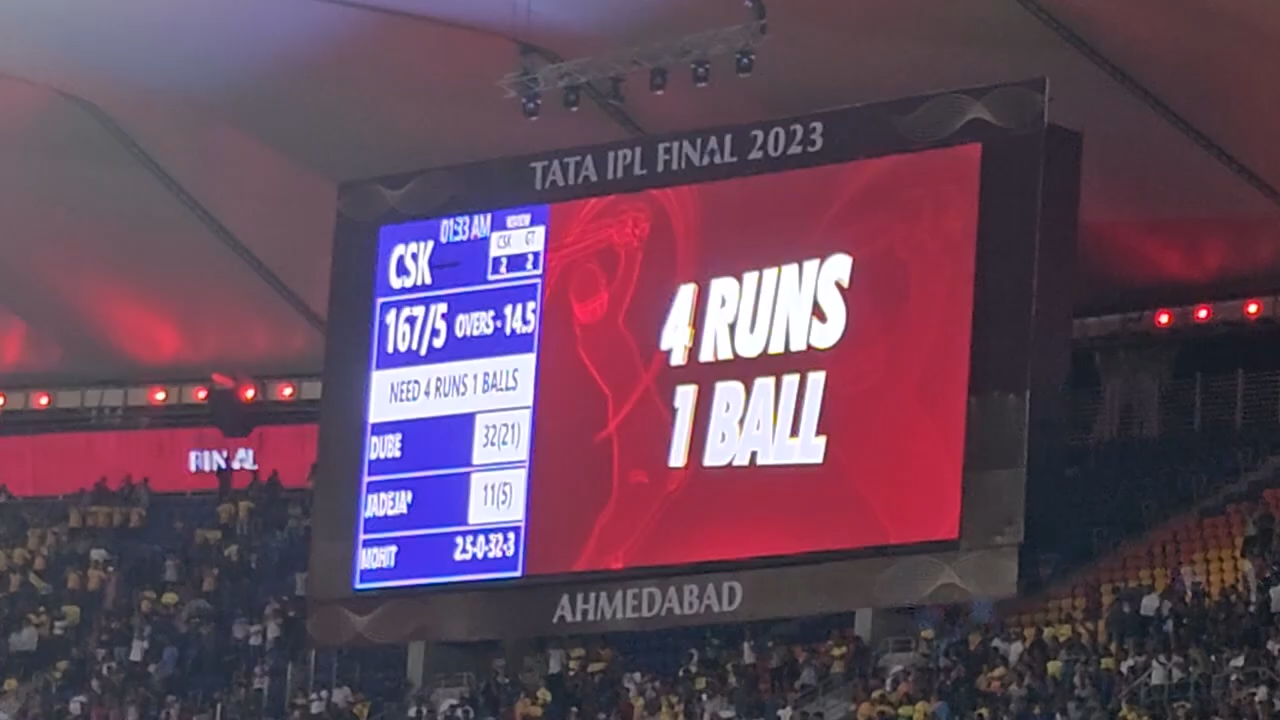 TATA IPL FINAL 2023
01:33 AM
REVIEW
CSK GT
2 2
CSK
167/5 OVERS - 14.5
NEED 4 RUNS 1 BALLS
DUBE 32(21)
JADEJA* 11(5)
MOHIT 2.5-0-32-3
4 RUNS
1 BALL
AHMEDABAD
FINAL